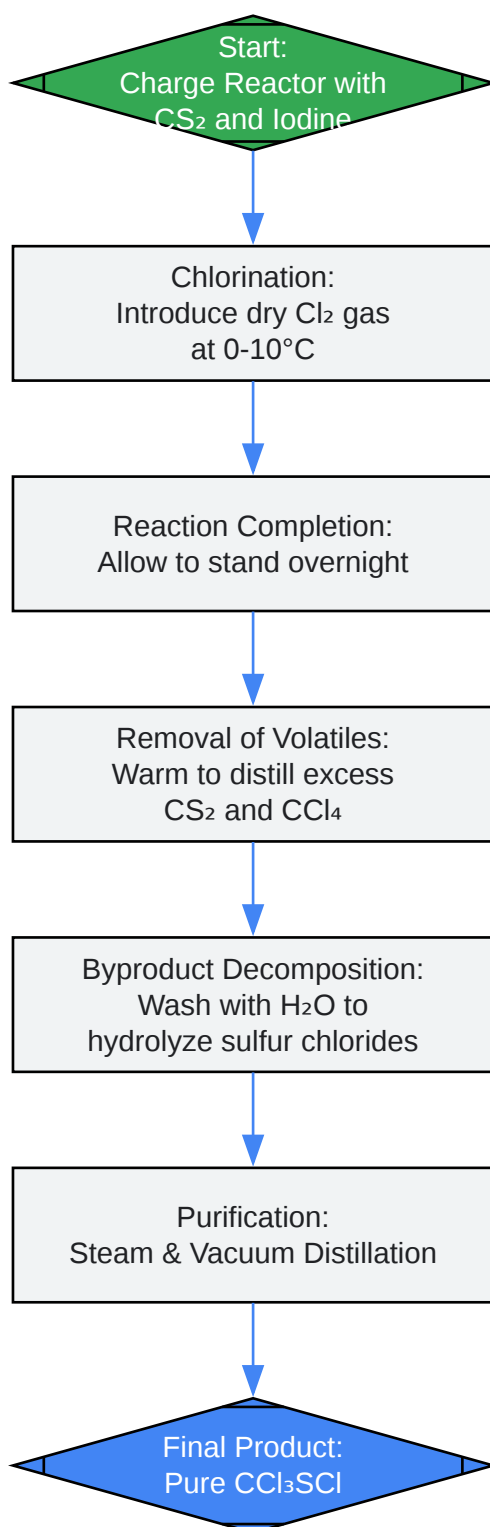 Start:
Charge Reactor with
CS₂ and Iodine
Chlorination:
Introduce dry Cl₂ gas
at 0-10°C
Reaction Completion:
Allow to stand overnight
Removal of Volatiles:
Warm to distill excess
CS₂ and CCl₄
Byproduct Decomposition:
Wash with H₂O to
hydrolyze sulfur chlorides
Purification:
Steam & Vacuum Distillation
Final Product:
Pure CCl₃SCl